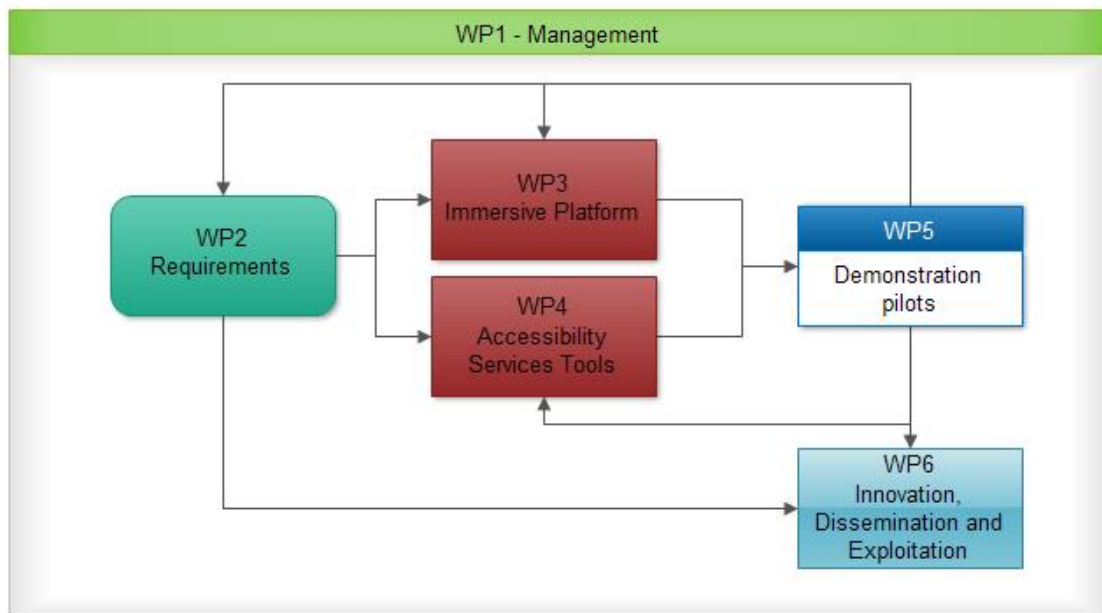 WP1 - Management
WP3
Immersive Platform
WP2
Requirements
WP5
Demonstration
pilots
WP4
Accessibility
Services Tools
WP6
Innovation,
Dissemination and
Exploitation